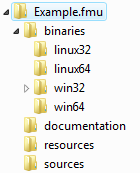 Example.fmu
binaries
linux32
linux64
win32
win64
documentation
resources
sources